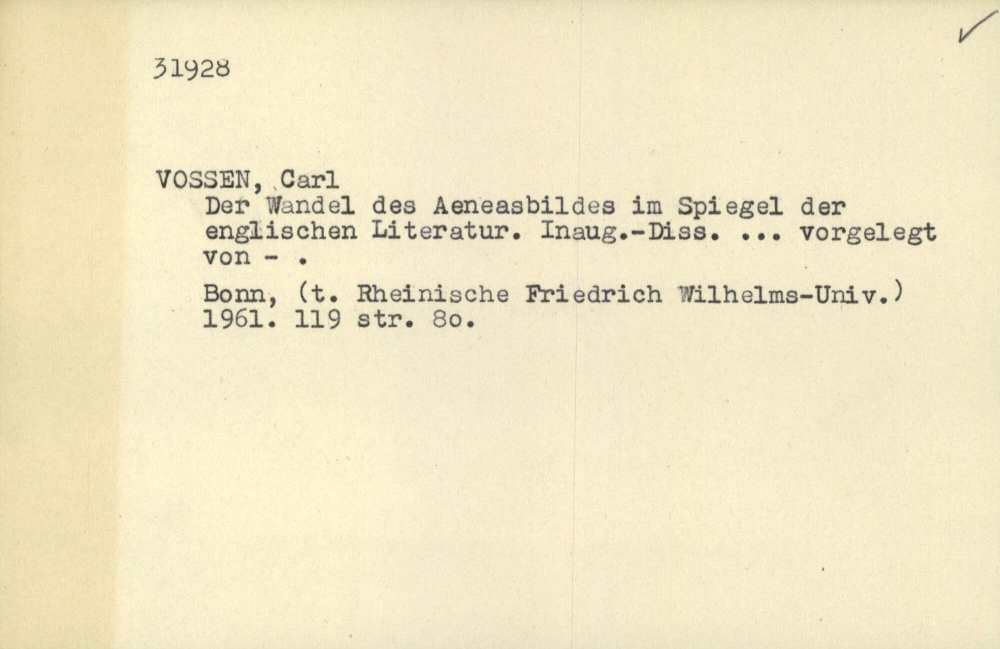 31928
VOSSEN, Carl
Der Wandel des Aeneasbildes im Spiegel der
englischen Literatur. Inaug.-Diss. ... vorgelegt
von - .
Bonn, (t. Rheinische Friedrich Wilhelms-Univ.)
1961. 119 str. 8o.